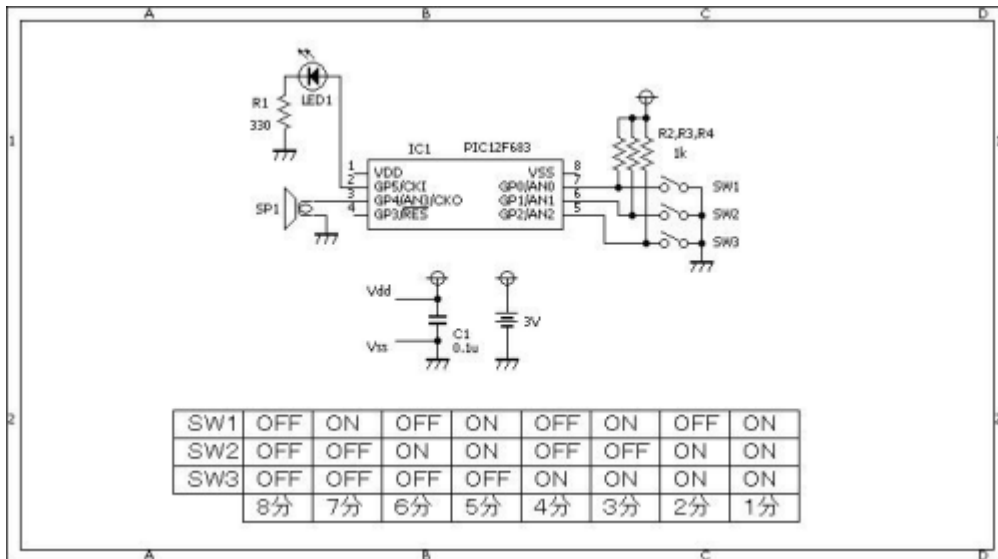 A B C D
R1
330
LED1
1
IC1 PIC12F683
R2,R3,R4
1k
1 VDD VSS 8
2 GP5/CKI GP0/AN0 7
3 GP4/AN3/CKO GP1/AN1 6
4 GP3/RES GP2/AN2 5
SP1
SW1
SW2
SW3
Vdd
Vss
C1
0.1u
3V
2 2
SW1 OFF ON OFF ON OFF ON OFF ON
SW2 OFF OFF ON ON OFF OFF ON ON
SW3 OFF OFF OFF OFF ON ON ON ON
8分 7分 6分 5分 4分 3分 2分 1分
A B C D